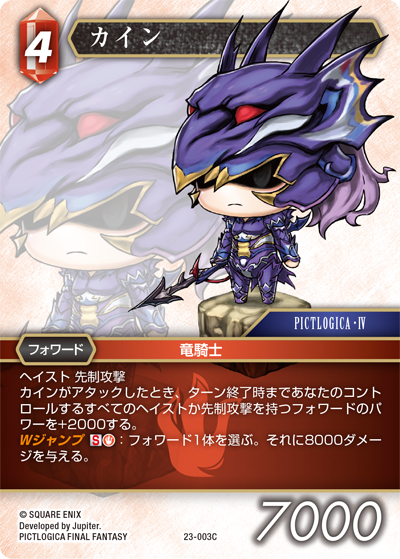 4
カイン
PICTLOGICA・IV
フォワード
竜騎士
ヘイスト 先制攻撃
カインがアタックしたとき、ターン終了時まであなたのコント
ロールするすべてのヘイストか先制攻撃を持つフォワードのパ
ワーを+2000する。
Wジャンプ S：フォワード1体を選ぶ。それに8000ダメー
ジを与える。
© SQUARE ENIX
Developed by Jupiter.
PICTLOGICA FINAL FANTASY
23-003C
7000